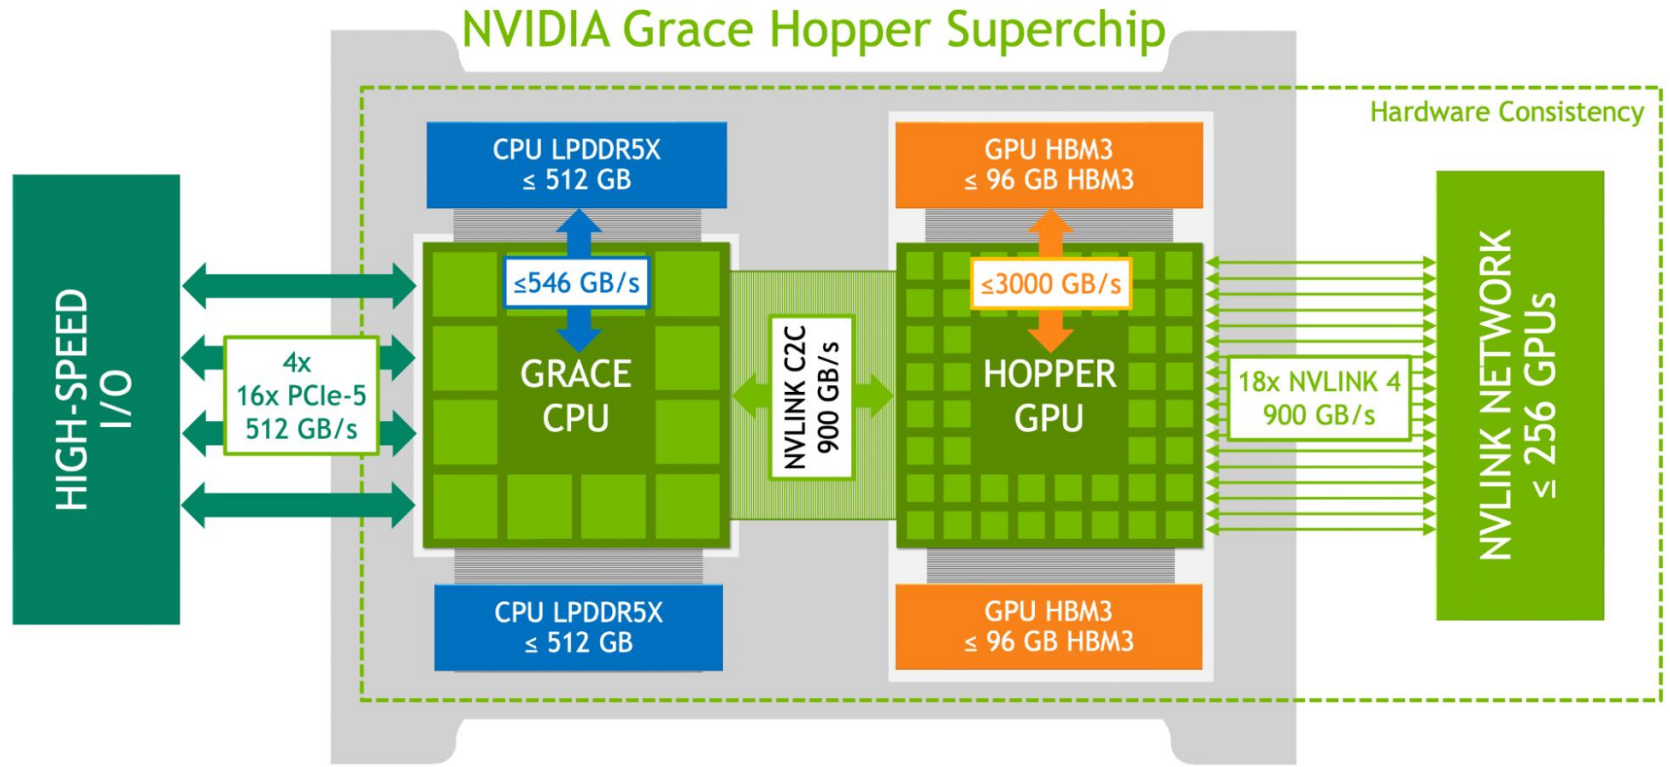 NVIDIA Grace Hopper Superchip
Hardware Consistency
CPU LPDDR5X
≤ 512 GB
GPU HBM3
≤ 96 GB HBM3
HIGH-SPEED
I/O
4x
16x PCIe-5
512 GB/s
≤546 GB/s
GRACE
CPU
NVLINK C2C
900 GB/s
≤3000 GB/s
HOPPER
GPU
18x NVLINK 4
900 GB/s
NVLINK NETWORK
≤ 256 GPUs
CPU LPDDR5X
≤ 512 GB
GPU HBM3
≤ 96 GB HBM3